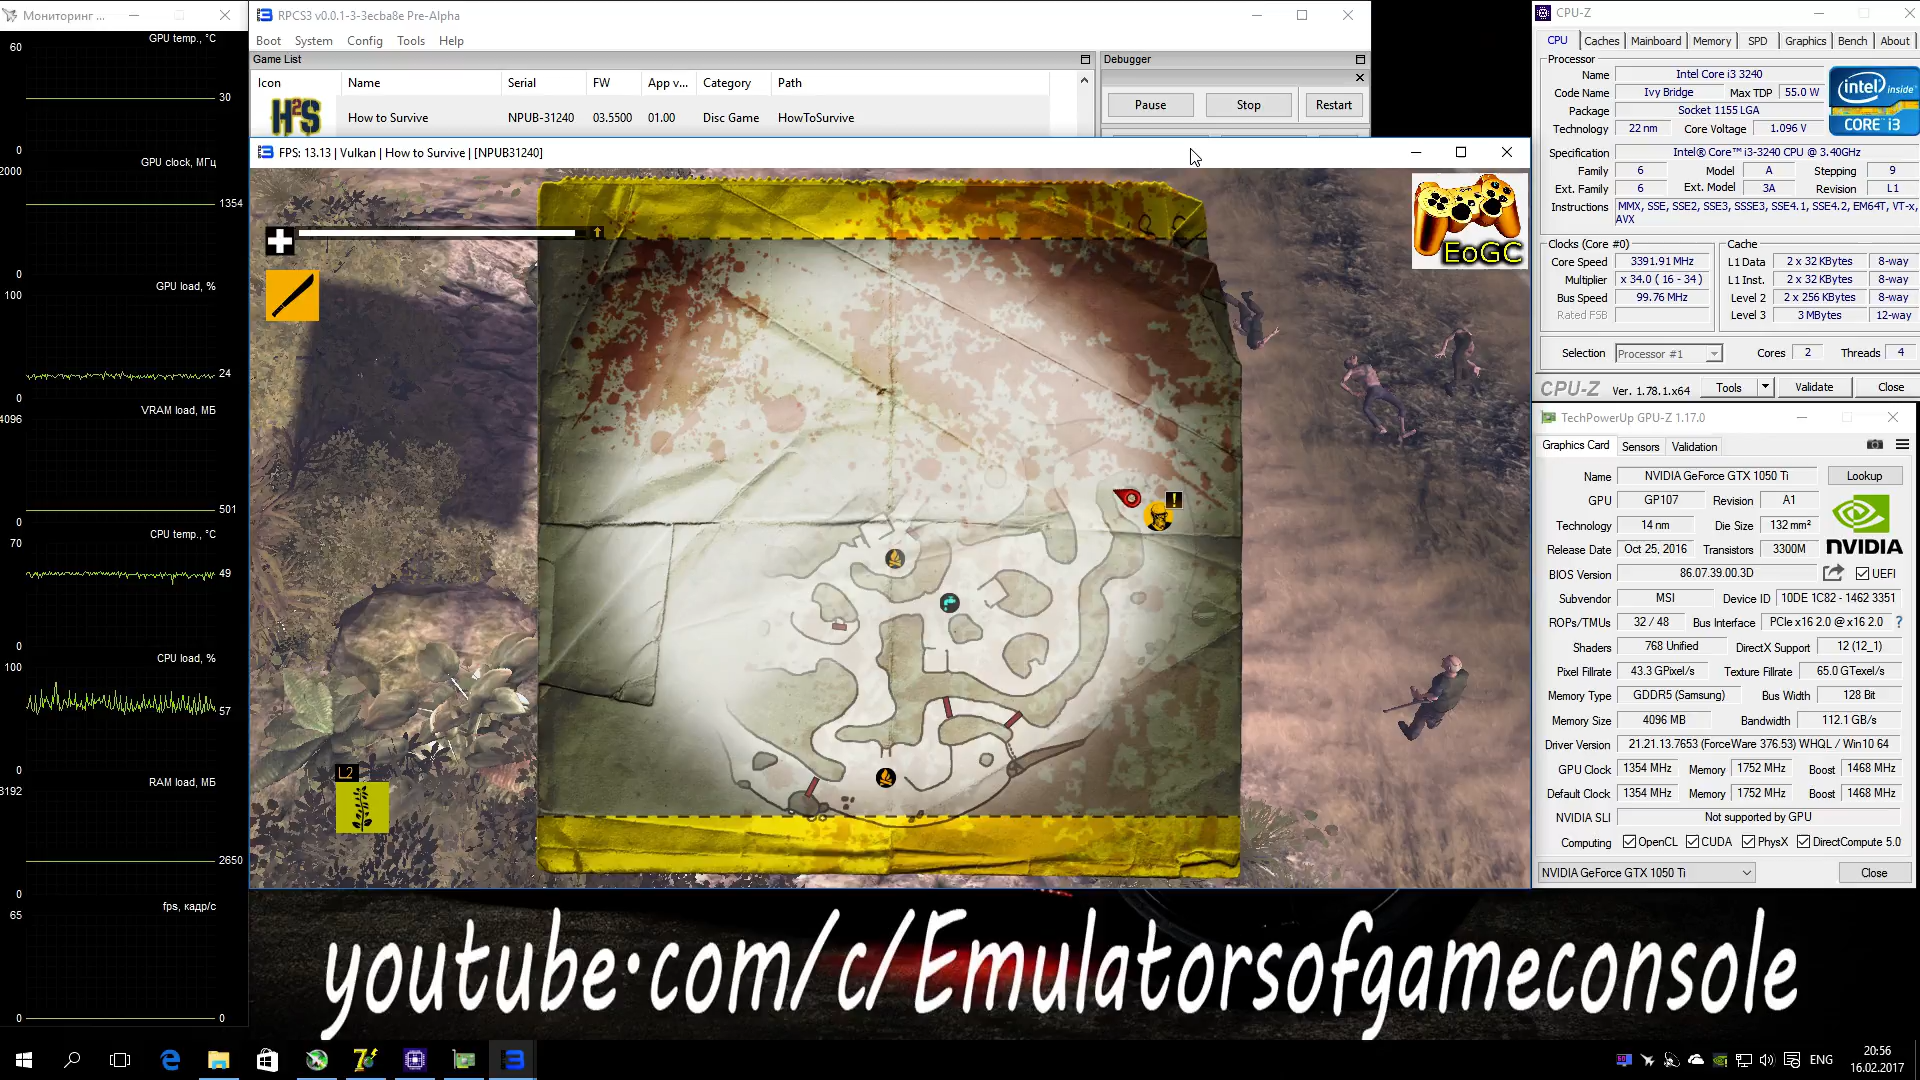 Мониторинг ...
GPU temp., °C
60
30
0
GPU clock, МГц
2000
1354
0
GPU load, %
100
24
0
VRAM load, МБ
4096
501
0
CPU temp., °C
70
49
0
CPU load, %
100
57
0
RAM load, МБ
8192
2650
0
fps, кадр/с
65
0
0
RPCS3 v0.0.1-3-3ecba8e Pre-Alpha
Boot System Config Tools Help
Game List
Icon Name Serial FW App v... Category Path
H2S How to Survive NPUB-31240 03.5500 01.00 Disc Game HowToSurvive
Debugger
Pause Stop Restart
FPS: 13.13 | Vulkan | How to Survive | [NPUB31240]
EoGC
L2
!
CPU-Z
CPU Caches Mainboard Memory SPD Graphics Bench About
Processor
Name Intel Core i3 3240
Code Name Ivy Bridge Max TDP 55.0 W
Package Socket 1155 LGA
Technology 22 nm Core Voltage 1.096 V
intel inside™
CORE i3
Specification Intel® Core™ i3-3240 CPU @ 3.40GHz
Family 6 Model A Stepping 9
Ext. Family 6 Ext. Model 3A Revision L1
Instructions MMX, SSE, SSE2, SSE3, SSSE3, SSE4.1, SSE4.2, EM64T, VT-x,
AVX
Clocks (Core #0) Cache
Core Speed 3391.91 MHz L1 Data 2 x 32 KBytes 8-way
Multiplier x 34.0 ( 16 - 34 ) L1 Inst. 2 x 32 KBytes 8-way
Bus Speed 99.76 MHz Level 2 2 x 256 KBytes 8-way
Rated FSB Level 3 3 MBytes 12-way
Selection Processor #1 Cores 2 Threads 4
CPU-Z Ver. 1.78.1.x64 Tools Validate Close
TechPowerUp GPU-Z 1.17.0
Graphics Card Sensors Validation
Name NVIDIA GeForce GTX 1050 Ti Lookup
GPU GP107 Revision A1
Technology 14 nm Die Size 132 mm²
Release Date Oct 25, 2016 Transistors 3300M
NVIDIA
BIOS Version 86.07.39.00.3D UEFI
Subvendor MSI Device ID 10DE 1C82 - 1462 3351
ROPs/TMUs 32 / 48 Bus Interface PCIe x16 2.0 @ x16 2.0 ?
Shaders 768 Unified DirectX Support 12 (12_1)
Pixel Fillrate 43.3 GPixel/s Texture Fillrate 65.0 GTexel/s
Memory Type GDDR5 (Samsung) Bus Width 128 Bit
Memory Size 4096 MB Bandwidth 112.1 GB/s
Driver Version 21.21.13.7653 (ForceWare 376.53) WHQL / Win10 64
GPU Clock 1354 MHz Memory 1752 MHz Boost 1468 MHz
Default Clock 1354 MHz Memory 1752 MHz Boost 1468 MHz
NVIDIA SLI Not supported by GPU
Computing OpenCL CUDA PhysX DirectCompute 5.0
NVIDIA GeForce GTX 1050 Ti Close
youtube.com/c/Emulatorsofgameconsole
ENG
20:56
16.02.2017